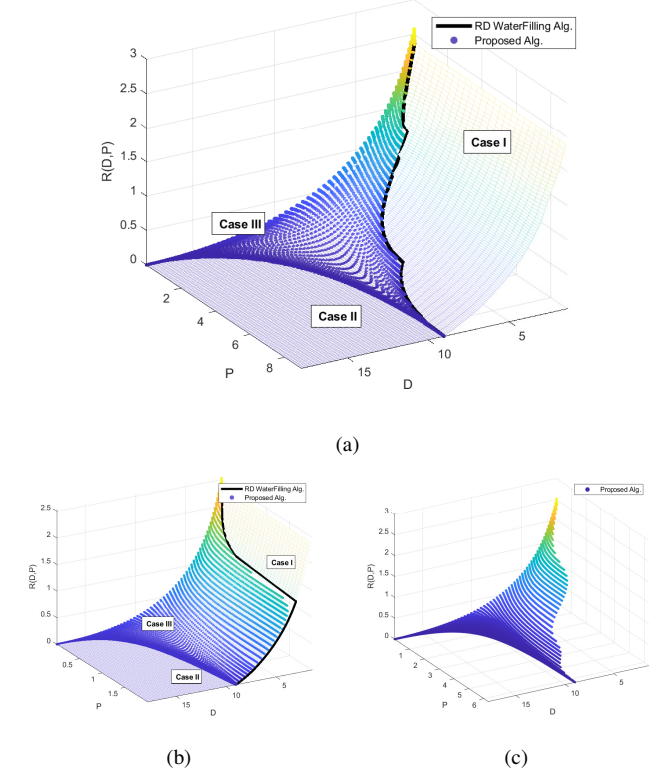 RD WaterFilling Alg.
Proposed Alg.
Case I
Case III
Case II
R(D,P)
3
2.5
2
1.5
1
0.5
0
2
4
6
8
P
15
10
5
D
(a)
RD WaterFilling Alg.
Proposed Alg.
Case I
Case III
Case II
R(D,P)
2.5
2
1.5
1
0.5
0
0.5
1
1.5
P
15
10
5
D
(b)
Proposed Alg.
R(D,P)
3
2.5
2
1.5
1
0.5
0
1
2
3
4
5
6
P
15
10
5
D
(c)